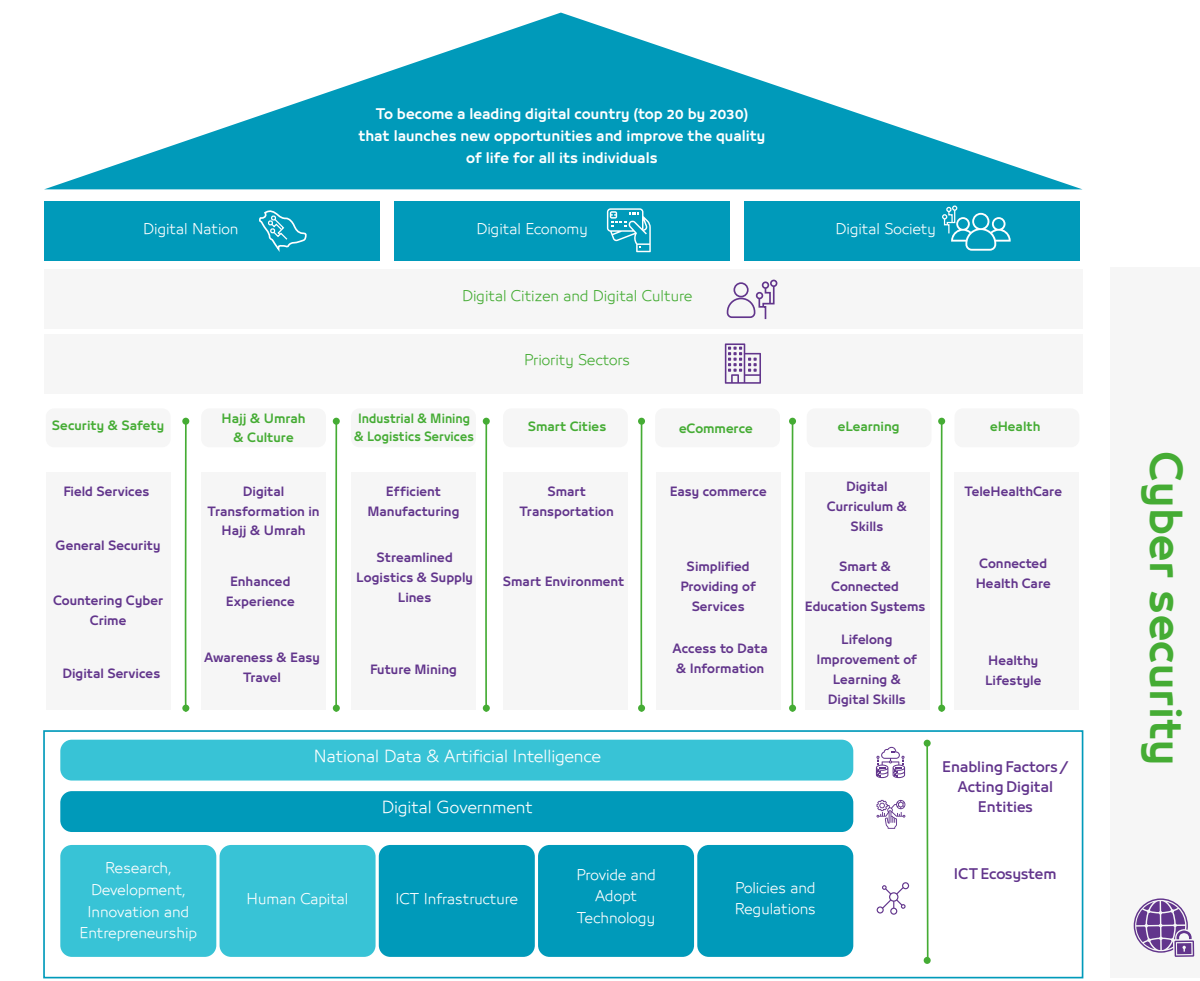 To become a leading digital country (top 20 by 2030)
that launches new opportunities and improve the quality
of life for all its individuals
Digital Nation
Digital Economy
Digital Society
Digital Citizen and Digital Culture
Priority Sectors
Security & Safety
Field Services
General Security
Countering Cyber
Crime
Digital Services
Hajj & Umrah
& Culture
Digital
Transformation in
Hajj & Umrah
Enhanced
Experience
Awareness & Easy
Travel
Industrial & Mining
& Logistics Services
Efficient
Manufacturing
Streamlined
Logistics & Supply
Lines
Future Mining
Smart Cities
Smart
Transportation
Smart Environment
eCommerce
Easy commerce
Simplified
Providing of
Services
Access to Data
& Information
eLearning
Digital
Curriculum &
Skills
Smart &
Connected
Education Systems
Lifelong
Improvement of
Learning &
Digital Skills
eHealth
TeleHealthCare
Connected
Health Care
Healthy
Lifestyle
National Data & Artificial Intelligence
Digital Government
Research,
Development,
Innovation and
Entrepreneurship
Human Capital
ICT Infrastructure
Provide and
Adopt
Technology
Policies and
Regulations
Enabling Factors /
Acting Digital
Entities
ICT Ecosystem
Cyber security